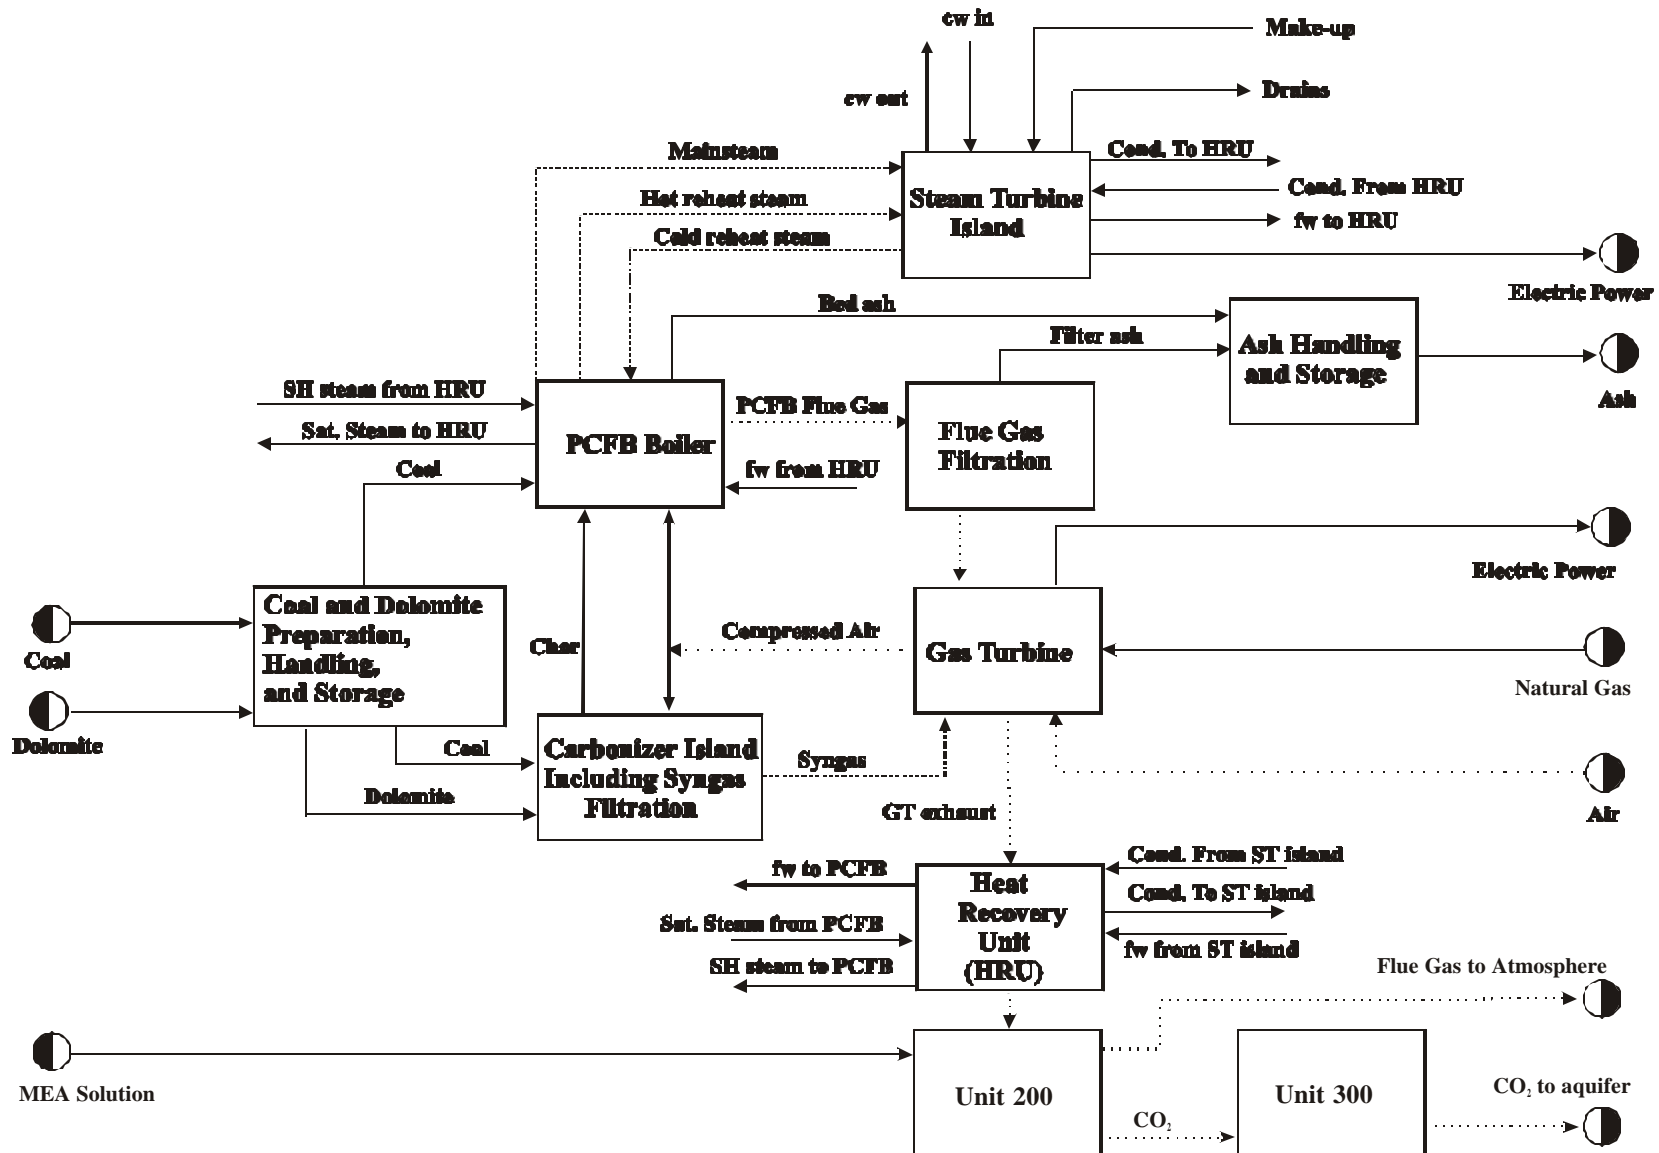 cw in
Make-up
cw out
Drains
Mainsteam
Cond. To HRU
Hot reheat steam
Cond. From HRU
Steam Turbine
Island
fw to HRU
Cold reheat steam
Electric Power
Bed ash
Filter ash
Ash Handling
and Storage
Ash
SH steam from HRU
PCFB Flue Gas
Sat. Steam to HRU
PCFB Boiler
Flue Gas
Filtration
Coal
fw from HRU
Electric Power
Coal and Dolomite
Preparation,
Handling,
and Storage
Coal
Char
Compressed Air
Gas Turbine
Natural Gas
Dolomite
Coal
Carbonizer Island
Including Syngas
Filtration
Syngas
Dolomite
GT exhaust
Air
Cond. From ST island
fw to PCFB
Heat
Recovery
Unit
(HRU)
Cond. To ST island
Sat. Steam from PCFB
fw from ST island
SH steam to PCFB
Flue Gas to Atmosphere
MEA Solution
Unit 200
Unit 300
CO₂ to aquifer
CO₂